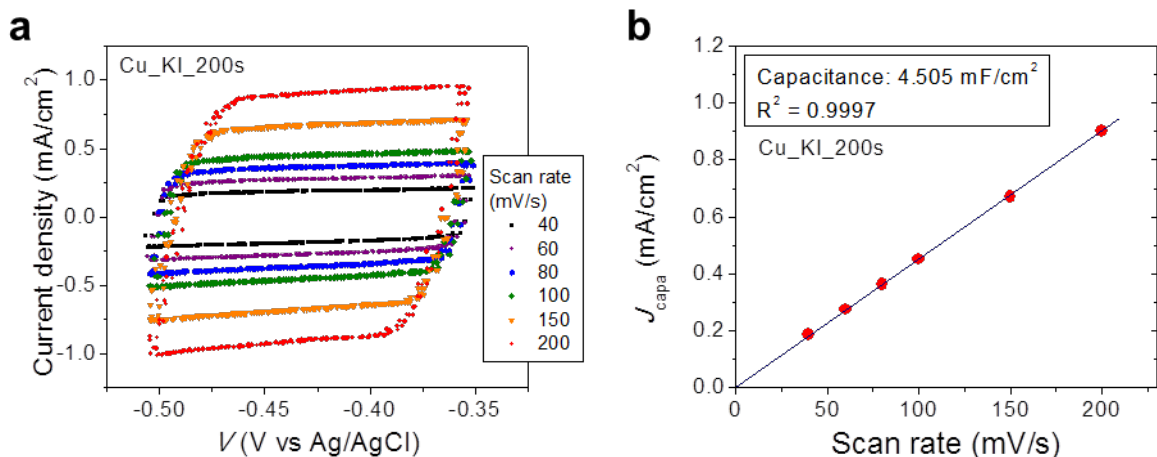 a
Cu_KI_200s
1.0
0.5
0.0
-0.5
-1.0
Current density (mA/cm²)
-0.50
-0.45
-0.40
-0.35
V (V vs Ag/AgCl)
Scan rate
(mV/s)
40
60
80
100
150
200
b
Capacitance: 4.505 mF/cm²
R² = 0.9997
Cu_KI_200s
1.2
1.0
0.8
0.6
0.4
0.2
0.0
J_capa (mA/cm²)
0
50
100
150
200
Scan rate (mV/s)